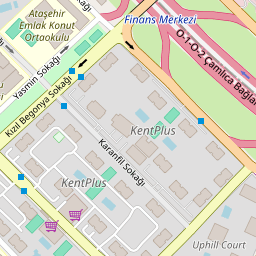 Ataşehir
Emlak Konut
Ortaokulu
Finans Merkezi
O-1-O-2 Çamlıca Bağlan
Yasmin Sokağı
Kızıl Begonya Sokağı
KentPlus
Karanfil Sokağı
KentPlus
Uphill Court